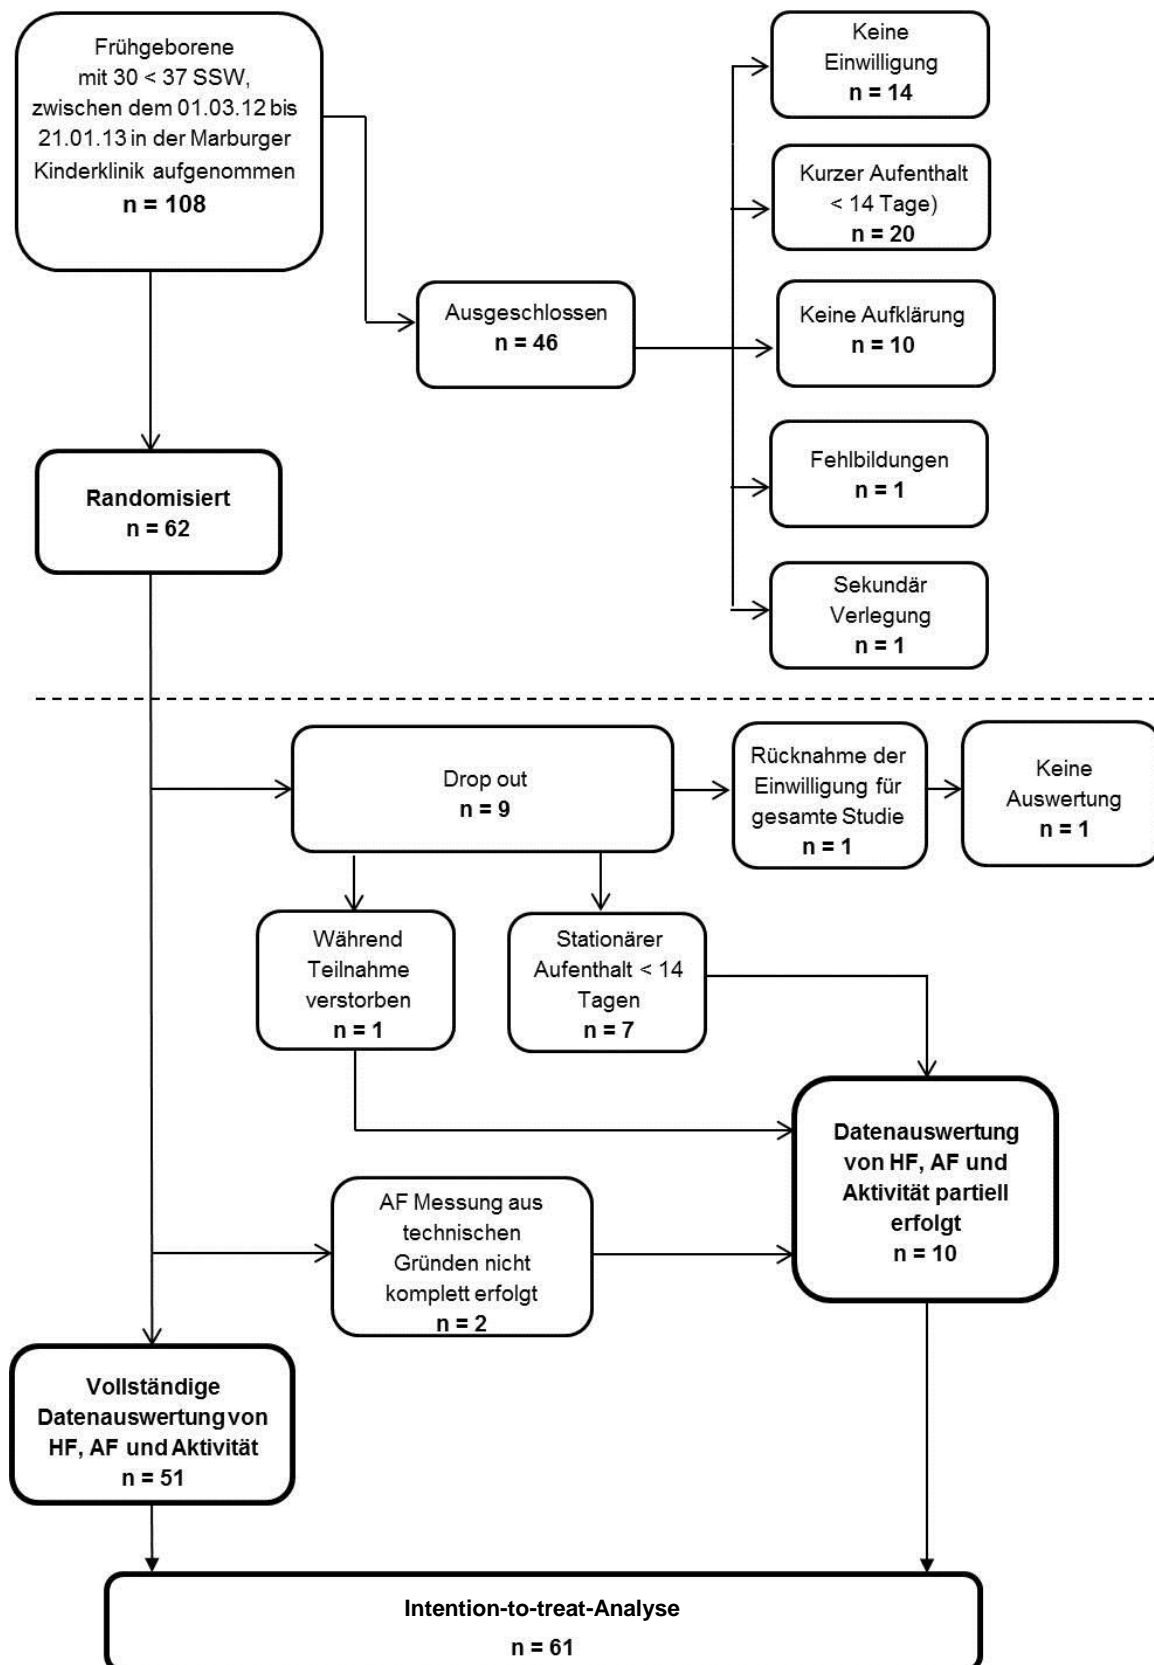 Frühgeborene
mit 30 < 37 SSW,
zwischen dem 01.03.12 bis
21.01.13 in der Marburger
Kinderklinik aufgenommen
n = 108
Keine
Einwilligung
n = 14
Kurzer Aufenthalt
< 14 Tage)
n = 20
Ausgeschlossen
n = 46
Keine Aufklärung
n = 10
Fehlbildungen
n = 1
Sekundär
Verlegung
n = 1
Randomisiert
n = 62
Drop out
n = 9
Rücknahme der
Einwilligung für
gesamte Studie
n = 1
Keine
Auswertung
n = 1
Während
Teilnahme
verstorben
n = 1
Stationärer
Aufenthalt < 14
Tagen
n = 7
Datenauswertung
von HF, AF und
Aktivität partiell
erfolgt
n = 10
AF Messung aus
technischen
Gründen nicht
komplett erfolgt
n = 2
Vollständige
Datenauswertung von
HF, AF und Aktivität
n = 51
Intention-to-treat-Analyse
n = 61